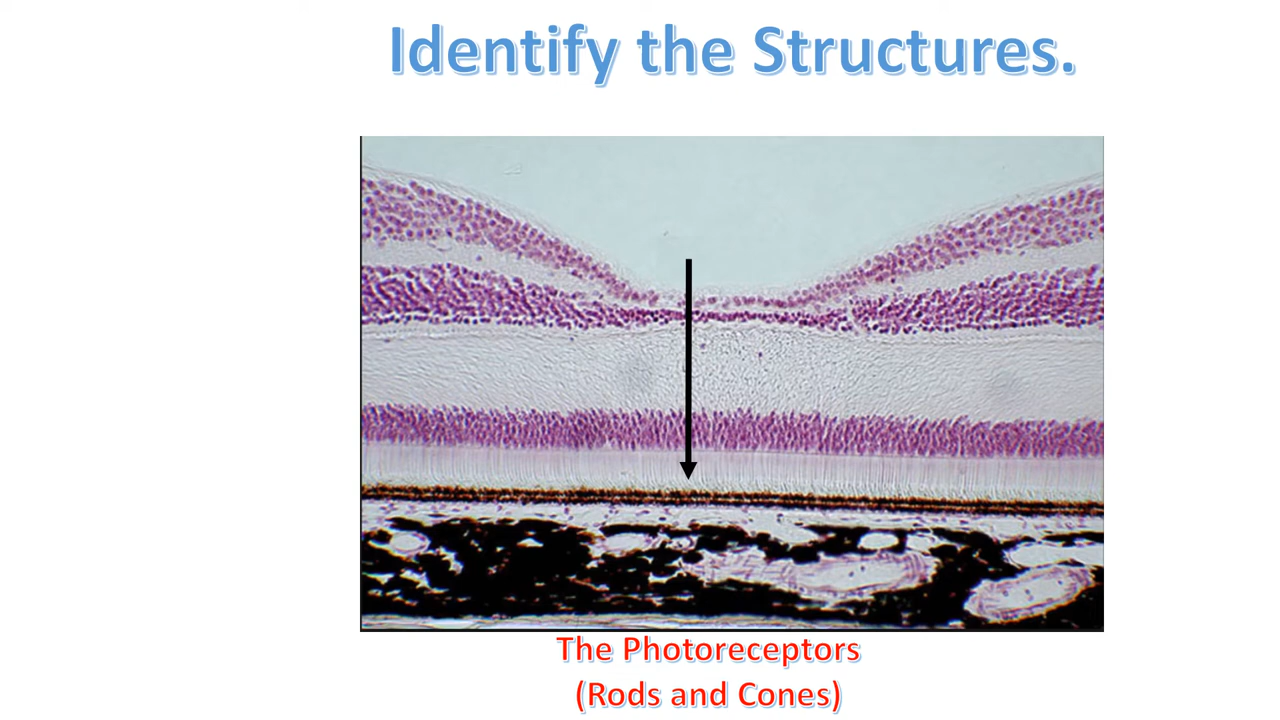 Identify the Structures.
The Photoreceptors
(Rods and Cones)